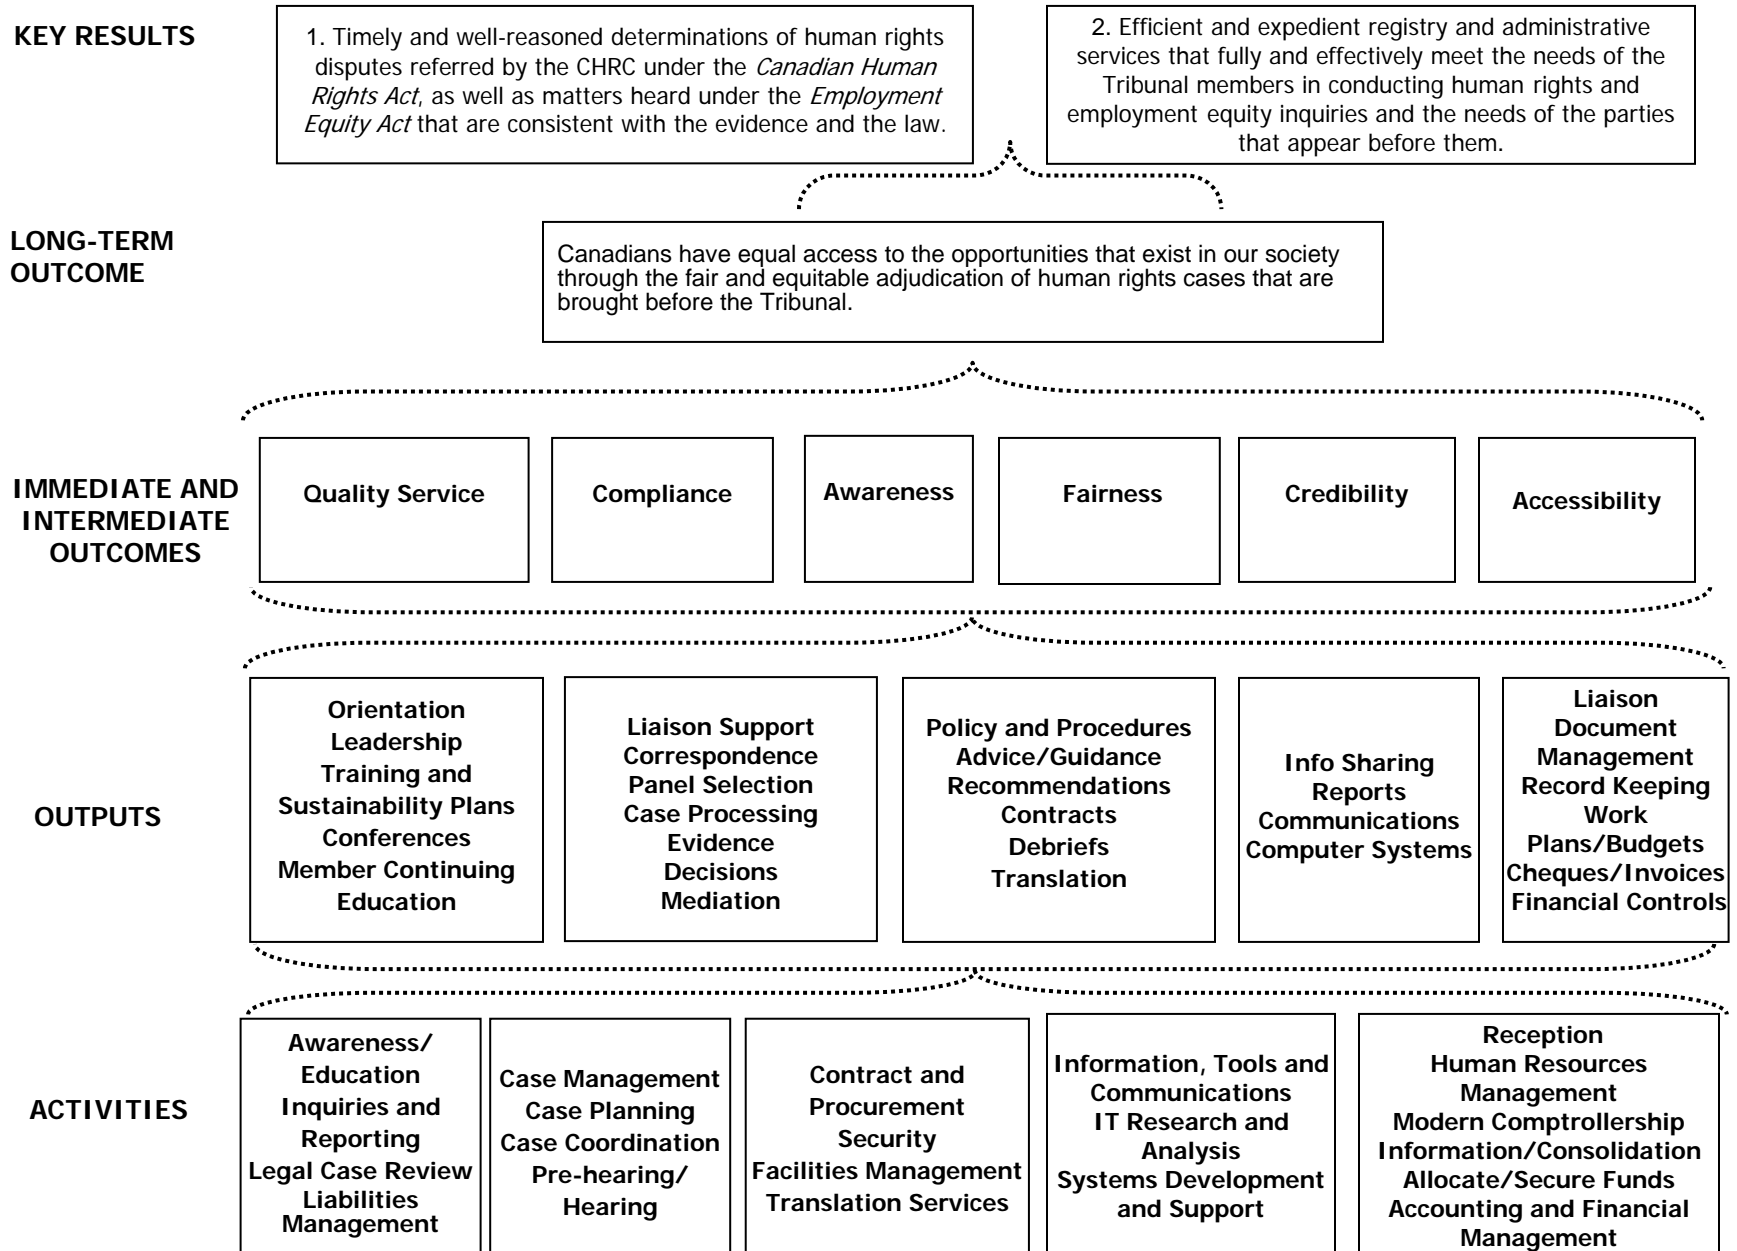 KEY RESULTS
1. Timely and well-reasoned determinations of human rights
disputes referred by the CHRC under the Canadian Human
Rights Act, as well as matters heard under the Employment
Equity Act that are consistent with the evidence and the law.
2. Efficient and expedient registry and administrative
services that fully and effectively meet the needs of the
Tribunal members in conducting human rights and
employment equity inquiries and the needs of the parties
that appear before them.
LONG-TERM
OUTCOME
Canadians have equal access to the opportunities that exist in our society
through the fair and equitable adjudication of human rights cases that are
brought before the Tribunal.
IMMEDIATE AND
INTERMEDIATE
OUTCOMES
Quality Service
Compliance
Awareness
Fairness
Credibility
Accessibility
OUTPUTS
Orientation
Leadership
Training and
Sustainability Plans
Conferences
Member Continuing
Education
Liaison Support
Correspondence
Panel Selection
Case Processing
Evidence
Decisions
Mediation
Policy and Procedures
Advice/Guidance
Recommendations
Contracts
Debriefs
Translation
Info Sharing
Reports
Communications
Computer Systems
Liaison
Document
Management
Record Keeping
Work
Plans/Budgets
Cheques/Invoices
Financial Controls
ACTIVITIES
Awareness/
Education
Inquiries and
Reporting
Legal Case Review
Liabilities
Management
Case Management
Case Planning
Case Coordination
Pre-hearing/
Hearing
Contract and
Procurement
Security
Facilities Management
Translation Services
Information, Tools and
Communications
IT Research and
Analysis
Systems Development
and Support
Reception
Human Resources
Management
Modern Comptrollership
Information/Consolidation
Allocate/Secure Funds
Accounting and Financial
Management